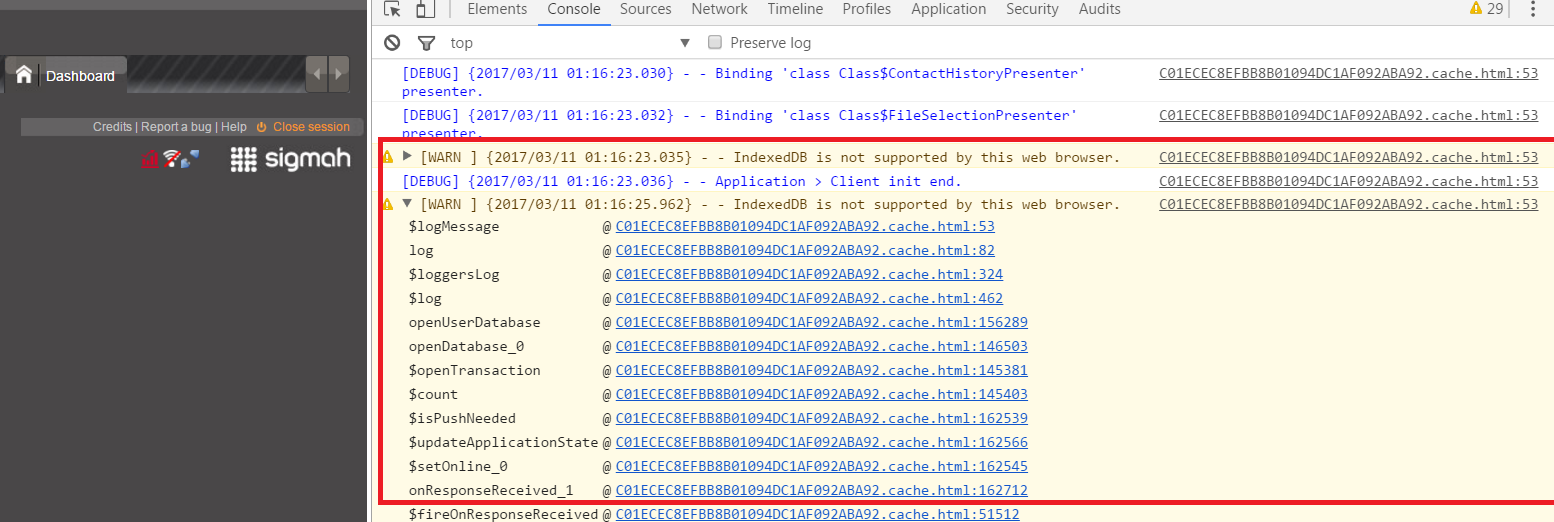 Elements Console Sources Network Timeline Profiles Application Security Audits 29
top Preserve log
Dashboard
Credits | Report a bug | Help Close session
sigmah
[DEBUG] {2017/03/11 01:16:23.030} - - Binding 'class Class$ContactHistoryPresenter' C01ECEC8EFBB8B01094DC1AF092ABA92.cache.html:53
presenter.
[DEBUG] {2017/03/11 01:16:23.032} - - Binding 'class Class$FileSelectionPresenter' C01ECEC8EFBB8B01094DC1AF092ABA92.cache.html:53
presenter.
[WARN ] {2017/03/11 01:16:23.035} - - IndexedDB is not supported by this web browser. C01ECEC8EFBB8B01094DC1AF092ABA92.cache.html:53
[DEBUG] {2017/03/11 01:16:23.036} - - Application > Client init end. C01ECEC8EFBB8B01094DC1AF092ABA92.cache.html:53
[WARN ] {2017/03/11 01:16:25.962} - - IndexedDB is not supported by this web browser. C01ECEC8EFBB8B01094DC1AF092ABA92.cache.html:53
$logMessage @ C01ECEC8EFBB8B01094DC1AF092ABA92.cache.html:53
log @ C01ECEC8EFBB8B01094DC1AF092ABA92.cache.html:82
$loggersLog @ C01ECEC8EFBB8B01094DC1AF092ABA92.cache.html:324
$log @ C01ECEC8EFBB8B01094DC1AF092ABA92.cache.html:462
openUserDatabase @ C01ECEC8EFBB8B01094DC1AF092ABA92.cache.html:156289
openDatabase_0 @ C01ECEC8EFBB8B01094DC1AF092ABA92.cache.html:146503
$openTransaction @ C01ECEC8EFBB8B01094DC1AF092ABA92.cache.html:145381
$count @ C01ECEC8EFBB8B01094DC1AF092ABA92.cache.html:145403
$isPushNeeded @ C01ECEC8EFBB8B01094DC1AF092ABA92.cache.html:162539
$updateApplicationState @ C01ECEC8EFBB8B01094DC1AF092ABA92.cache.html:162566
$setOnline_0 @ C01ECEC8EFBB8B01094DC1AF092ABA92.cache.html:162545
onResponseReceived_1 @ C01ECEC8EFBB8B01094DC1AF092ABA92.cache.html:162712
$fireOnResponseReceived @ C01ECEC8EFBB8B01094DC1AF092ABA92.cache.html:51512